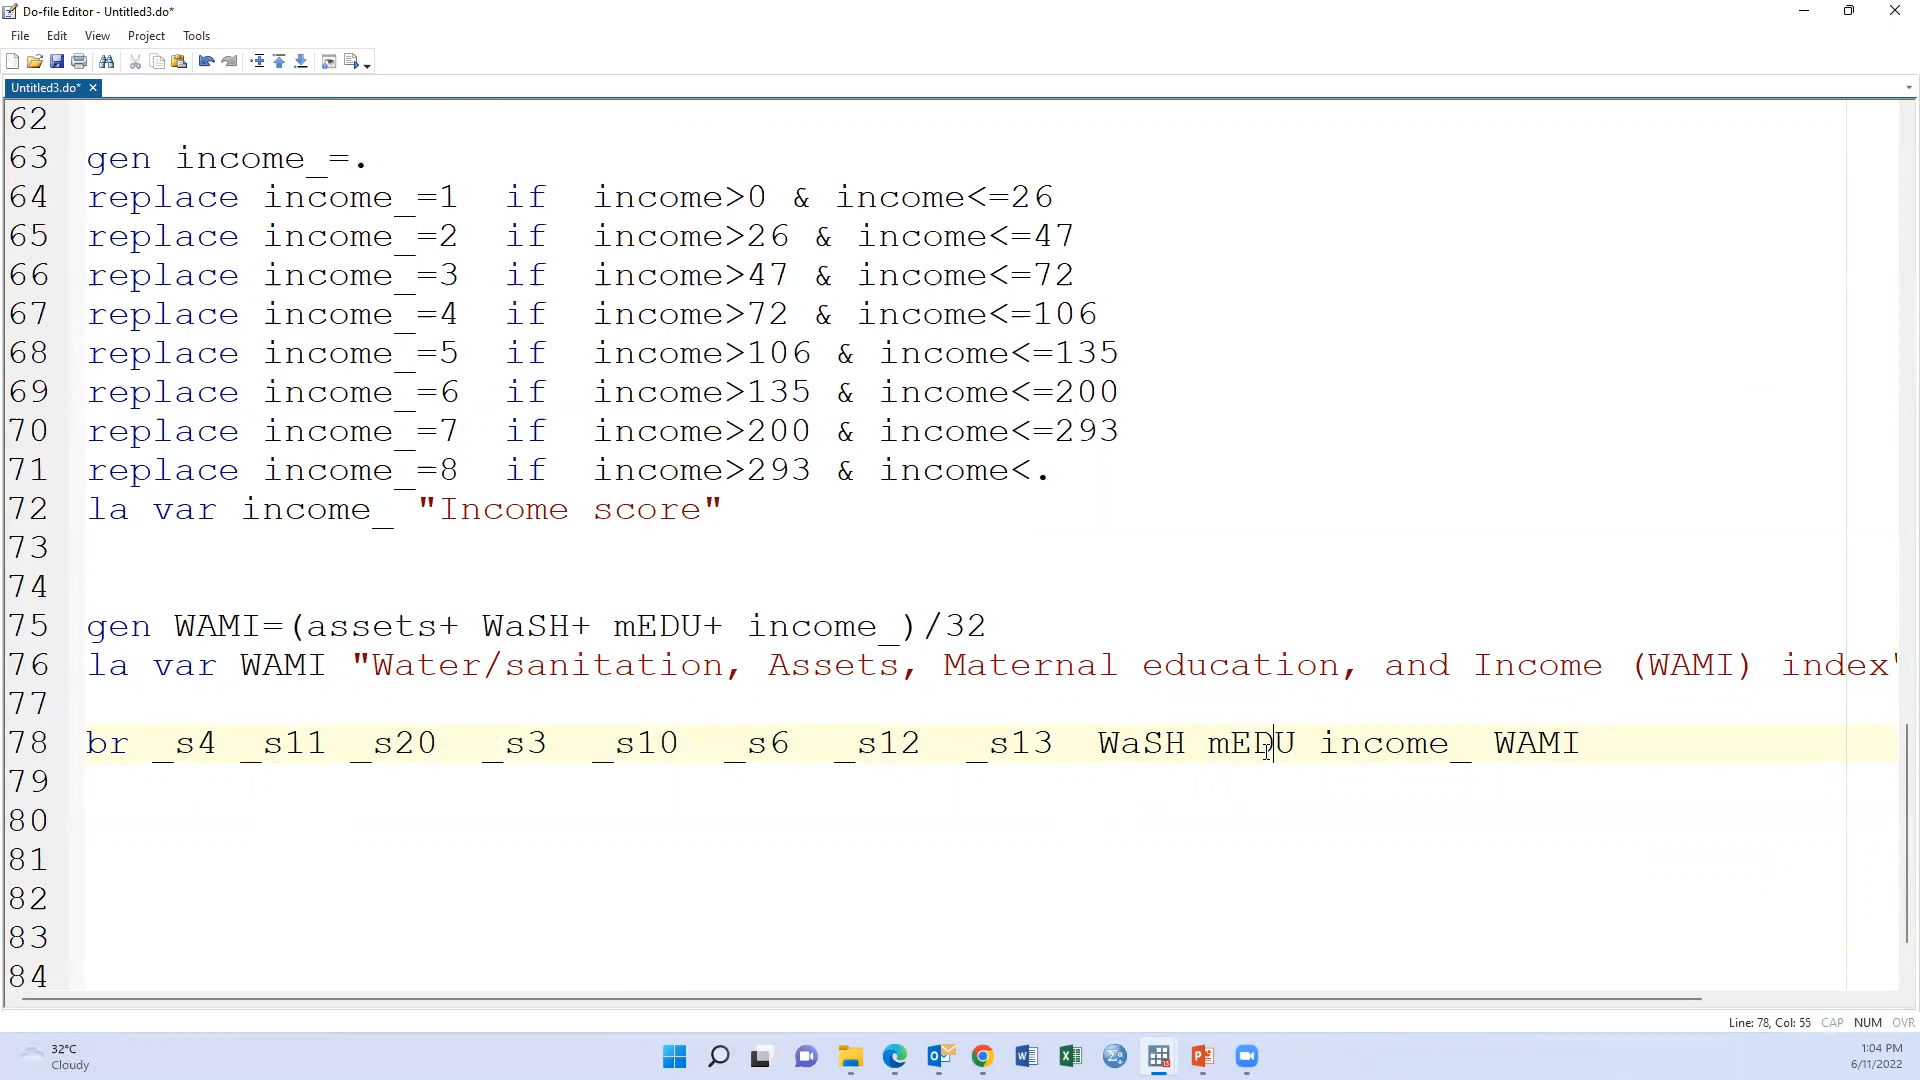 Do-file Editor - Untitled3.do*
File Edit View Project Tools
Untitled3.do* ×
62
63 gen income_=.
64 replace income_=1 if income>0 & income<=26
65 replace income_=2 if income>26 & income<=47
66 replace income_=3 if income>47 & income<=72
67 replace income_=4 if income>72 & income<=106
68 replace income_=5 if income>106 & income<=135
69 replace income_=6 if income>135 & income<=200
70 replace income_=7 if income>200 & income<=293
71 replace income_=8 if income>293 & income<.
72 la var income_ "Income score"
73
74
75 gen WAMI=(assets+ WaSH+ mEDU+ income_)/32
76 la var WAMI "Water/sanitation, Assets, Maternal education, and Income (WAMI) index"
77
78 br _s4 _s11 _s20 _s3 _s10 _s6 _s12 _s13 WaSH mEDU income_ WAMI
79
80
81
82
83
84
Line: 78, Col: 55 CAP NUM OVR
32°C
Cloudy
1:04 PM
6/11/2022